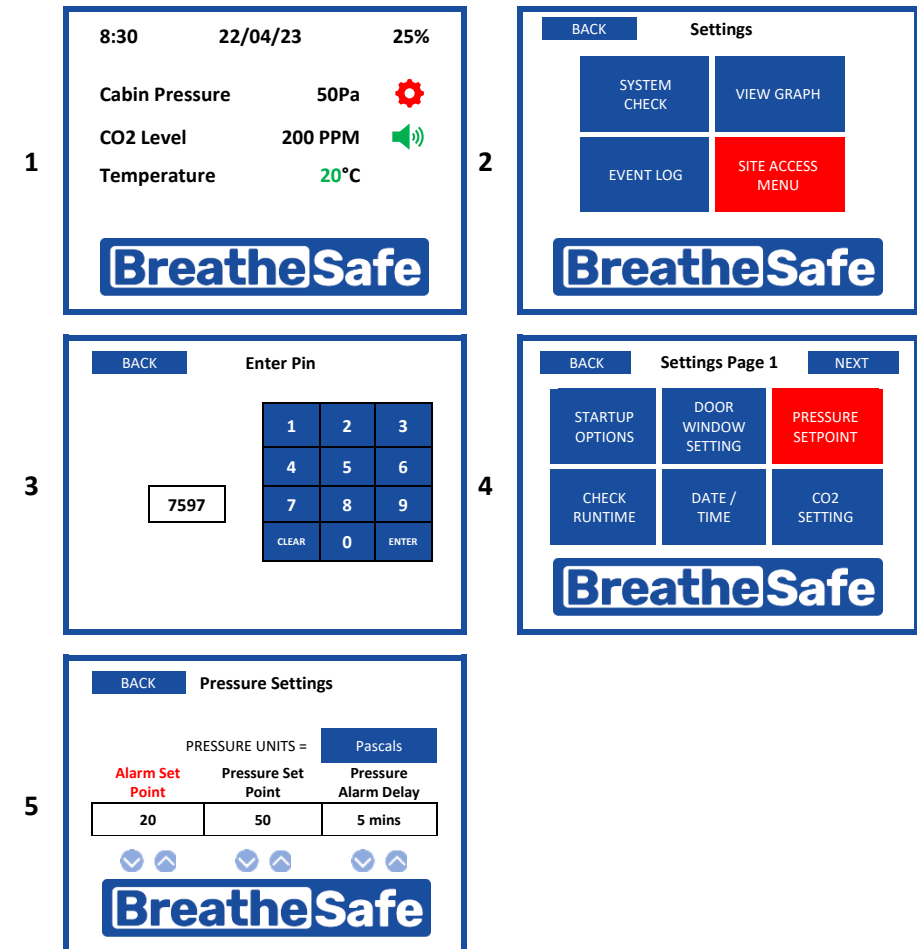 1
8:30 22/04/23 25%
Cabin Pressure 50Pa
CO2 Level 200 PPM
Temperature 20°C
BreatheSafe
2
BACK Settings
SYSTEM
CHECK
VIEW GRAPH
EVENT LOG
SITE ACCESS
MENU
BreatheSafe
3
BACK Enter Pin
1 2 3
4 5 6
7597
7 8 9
CLEAR 0 ENTER
4
BACK Settings Page 1 NEXT
STARTUP
OPTIONS
DOOR
WINDOW
SETTING
PRESSURE
SETPOINT
CHECK
RUNTIME
DATE /
TIME
CO2
SETTING
BreatheSafe
5
BACK Pressure Settings
PRESSURE UNITS = Pascals
Alarm Set
Point
Pressure Set
Point
Pressure
Alarm Delay
20 50 5 mins
BreatheSafe